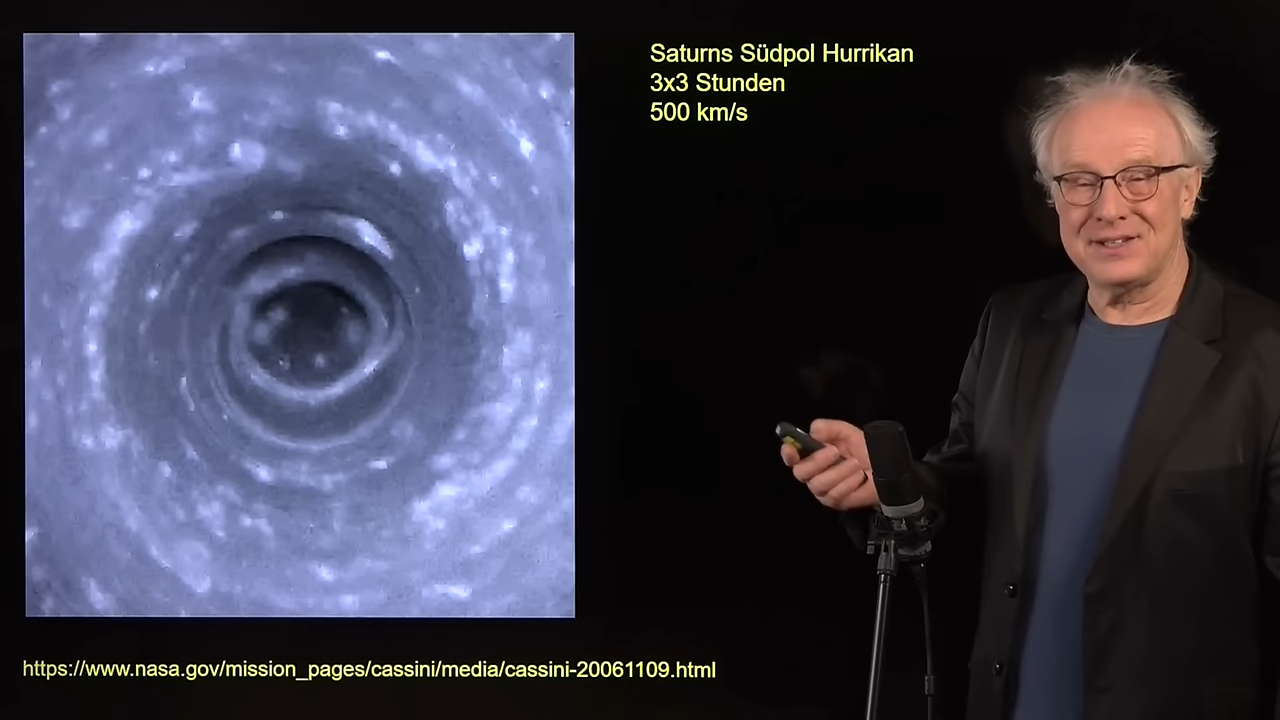 Saturns Südpol Hurrikan
3x3 Stunden
500 km/s
https://www.nasa.gov/mission_pages/cassini/media/cassini-20061109.html